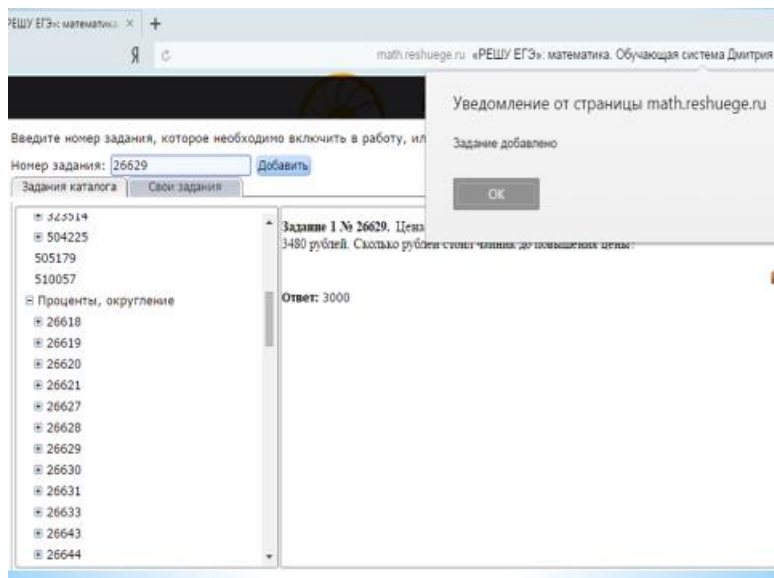 РЕШУ ЕГЭ»: математика. × +
Я math.reshuege.ru «РЕШУ ЕГЭ»: математика. Обучающая система Дмитрия
Уведомление от страницы math.reshuege.ru
Задание добавлено
OK
Введите номер задания, которое необходимо включить в работу, ил
Номер задания: 26629 Добавить
Задания каталога Свои задания
323514
504225
505179
510057
Проценты, округление
26618
26619
26620
26621
26627
26628
26629
26630
26631
26633
26643
26644
Задание 1 № 26629. Цена
3480 рублей. Сколько рублей стоил чайник до повышения цены?
Ответ: 3000